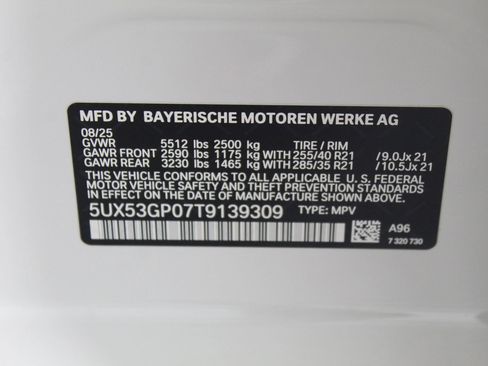 MFD BY BAYERISCHE MOTOREN WERKE AG
08/25
GVWR 5512 lbs 2500 kg TIRE / RIM
GAWR FRONT 2590 lbs 1175 kg WITH 255/40 R21 / 9.0Jx 21
GAWR REAR 3230 lbs 1465 kg WITH 285/35 R21 / 10.5Jx 21
THIS VEHICLE CONFORMS TO ALL APPLICABLE U.S. FEDERAL
MOTOR VEHICLE SAFETY, BUMPER, AND THEFT PREVENTION STANDARDS
IN EFFECT ON THE DATE OF MANUFACTURE SHOWN ABOVE.
5UX53GP07T9139309 TYPE: MPV
A96
7 320 730